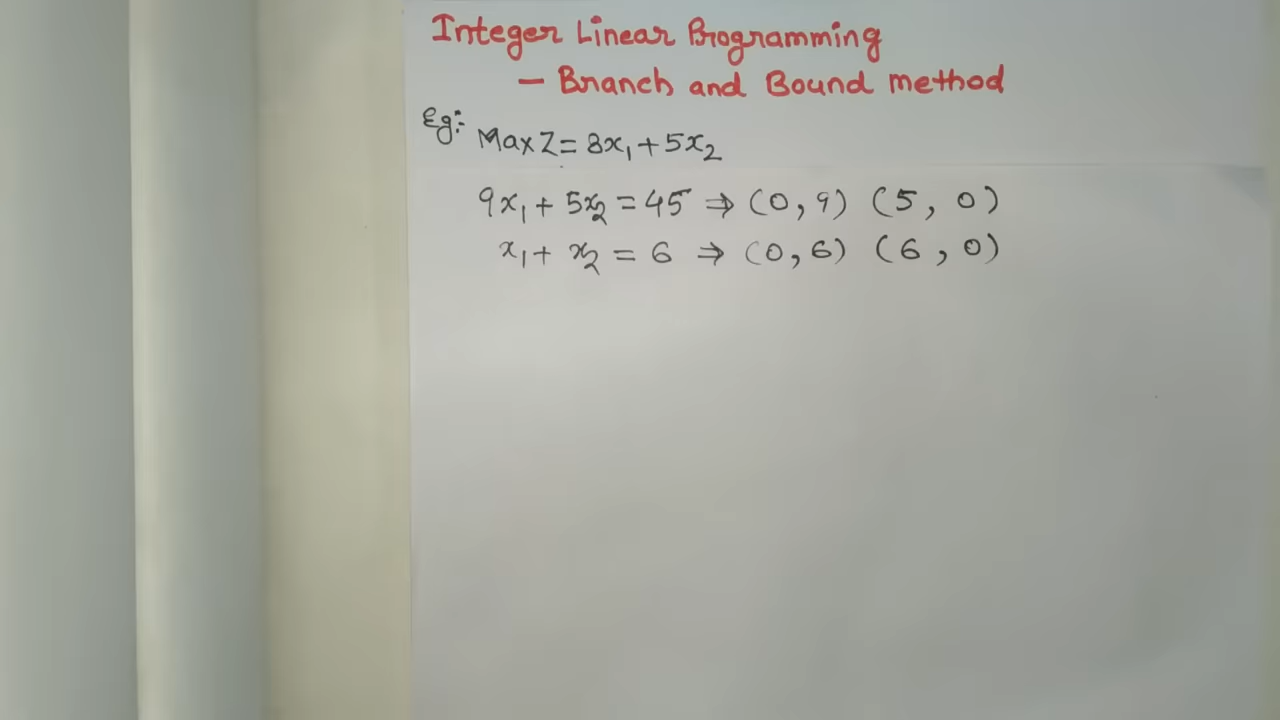 Integer Linear Programming
- Branch and Bound method
Eg:- Max Z = 8x₁ + 5x₂
9x₁ + 5x₂ = 45 ⇒ (0, 9) (5, 0)
x₁ + x₂ = 6 ⇒ (0, 6) (6, 0)